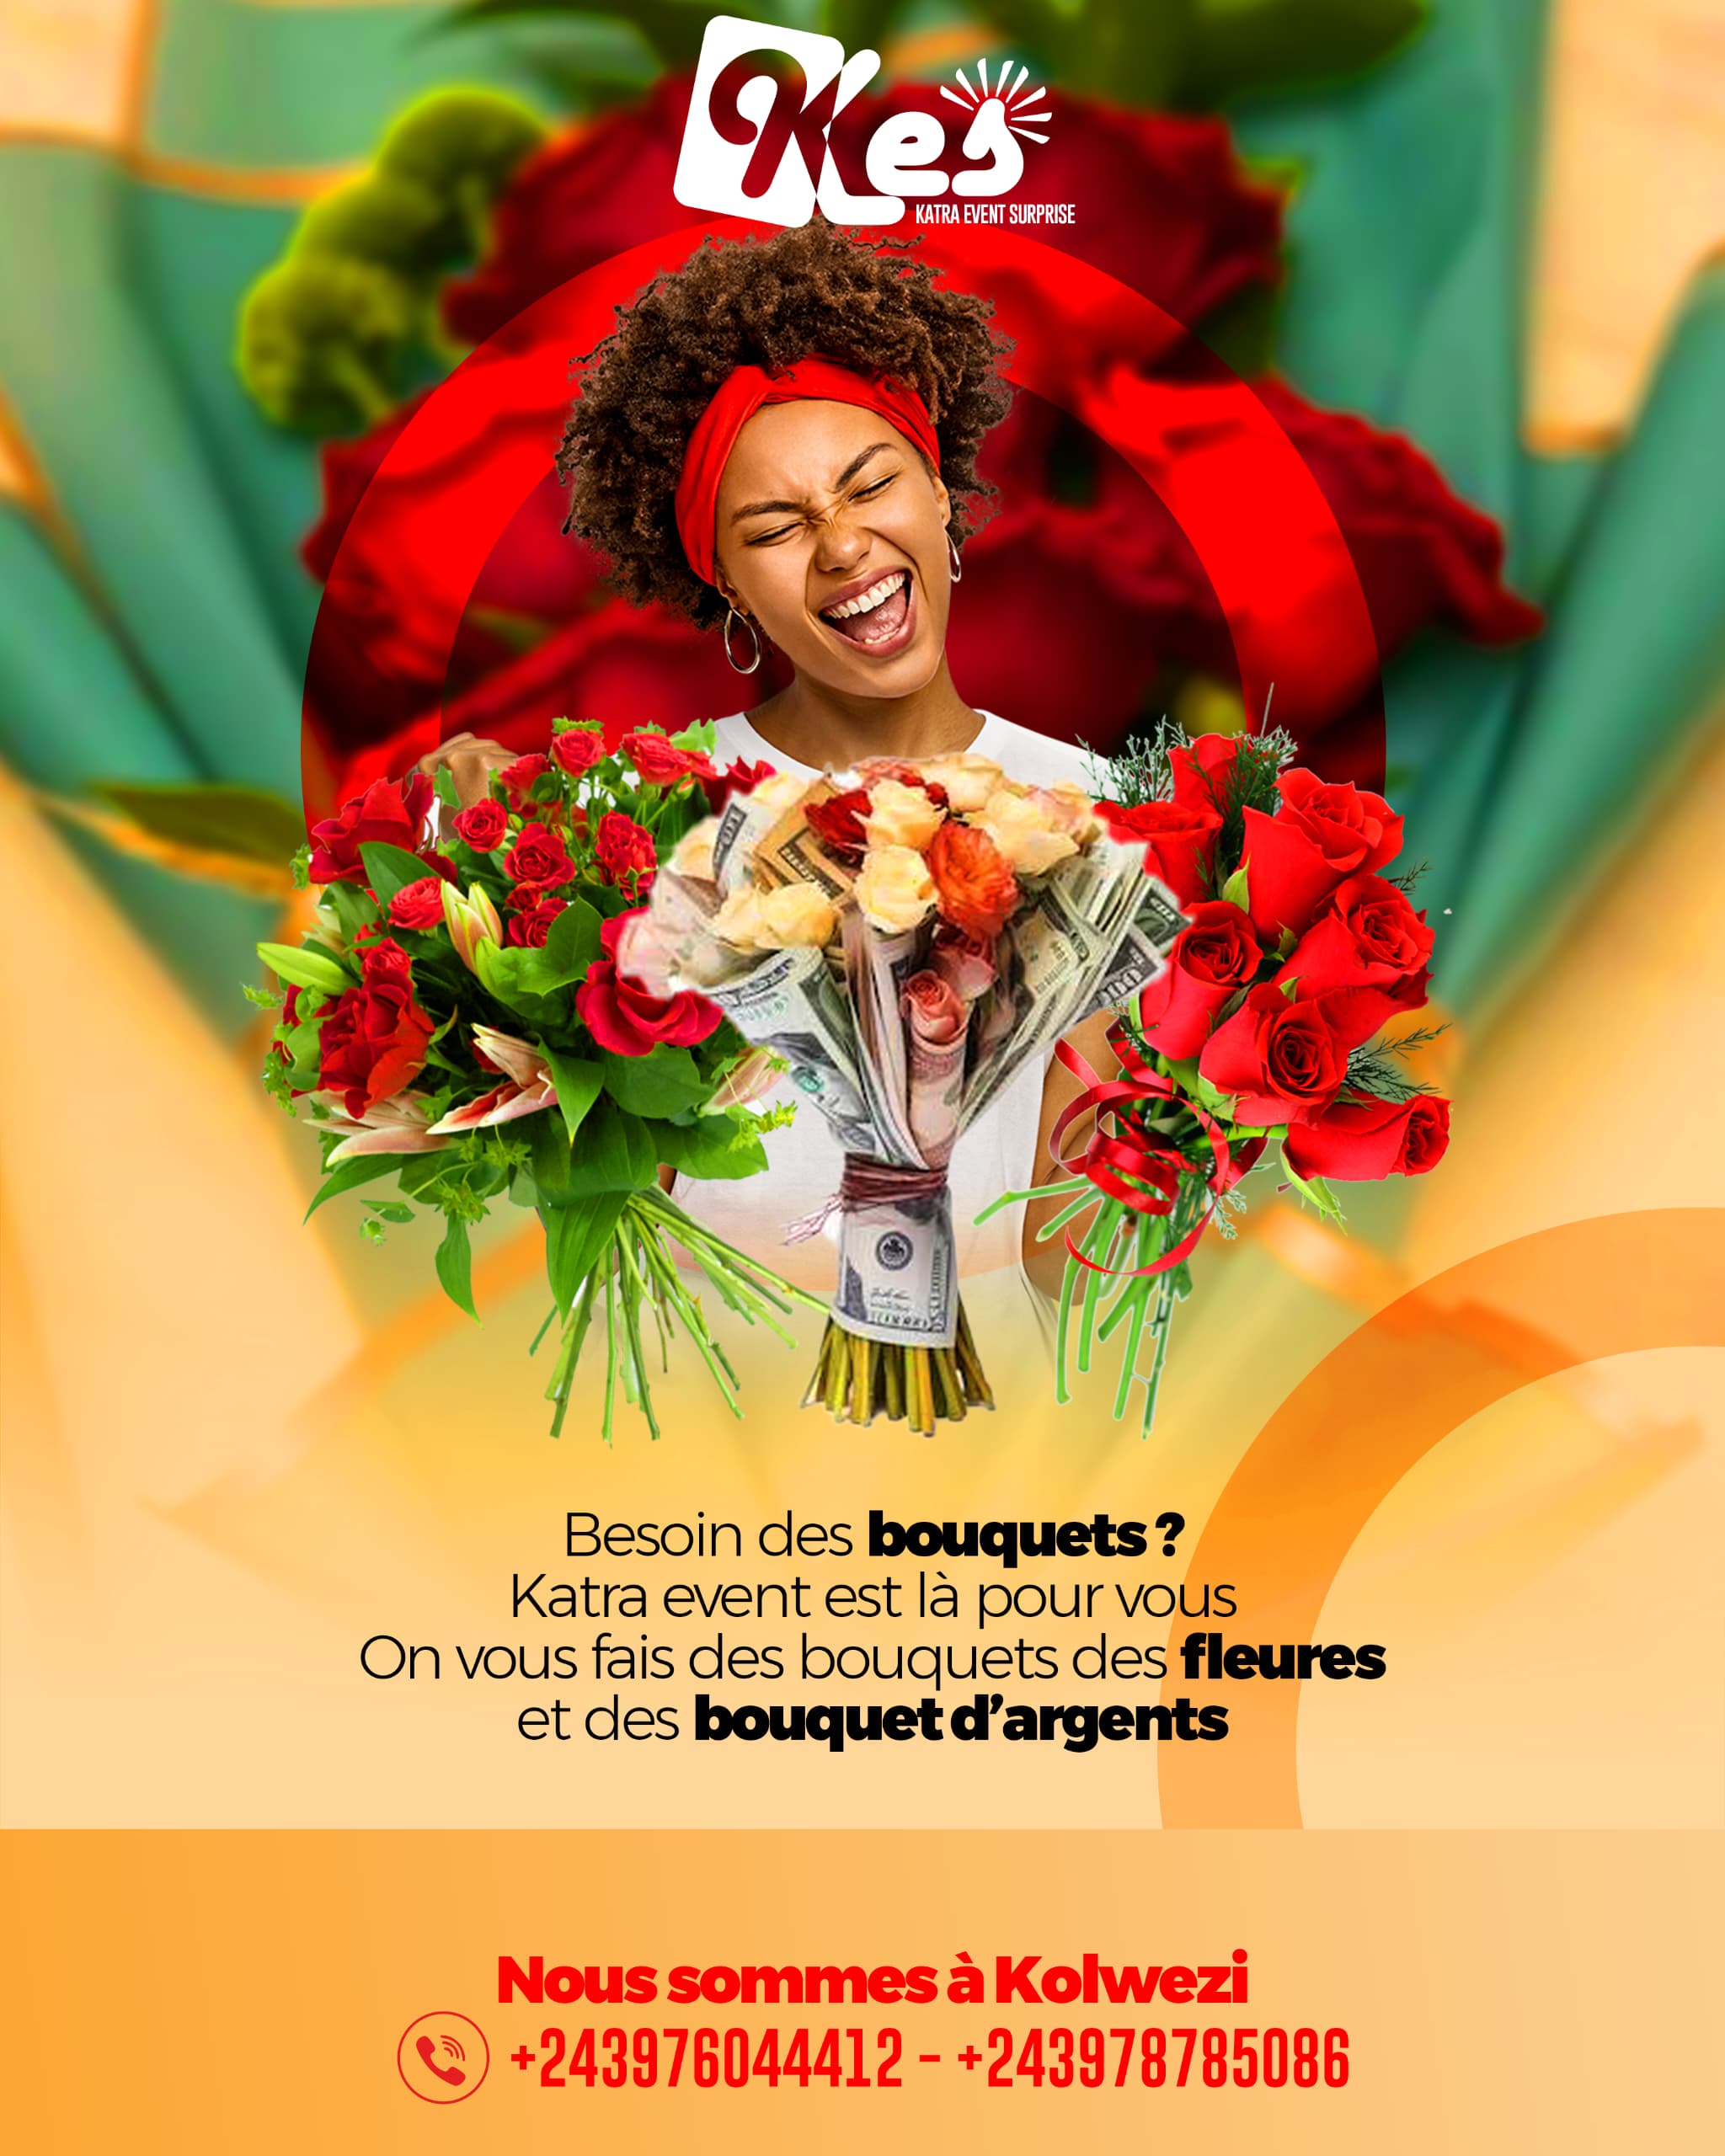 Kes
KATRA EVENT SURPRISE
Besoin des bouquets ?
Katra event est là pour vous
On vous fais des bouquets des fleures
et des bouquet d'argents
Nous sommes à Kolwezi
+243976044412 - +243978785086